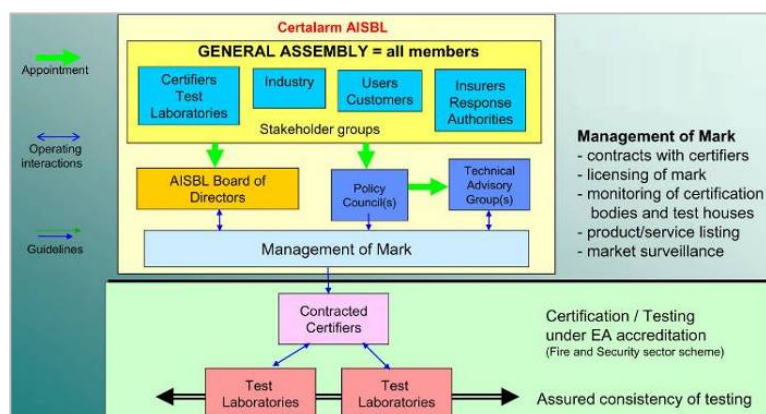 Certalarm AISBL
GENERAL ASSEMBLY = all members
Appointment
Certifiers
Test
Laboratories
Industry
Users
Customers
Insurers
Response
Authorities
Stakeholder groups
Operating
interactions
AISBL Board of
Directors
Policy
Council(s)
Technical
Advisory
Group(s)
Guidelines
Management of Mark
Management of Mark
- contracts with certifiers
- licensing of mark
- monitoring of certification
bodies and test houses
- product/service listing
- market surveillance
Contracted
Certifiers
Certification / Testing
under EA accreditation
(Fire and Security sector scheme)
Test
Laboratories
Test
Laboratories
Assured consistency of testing